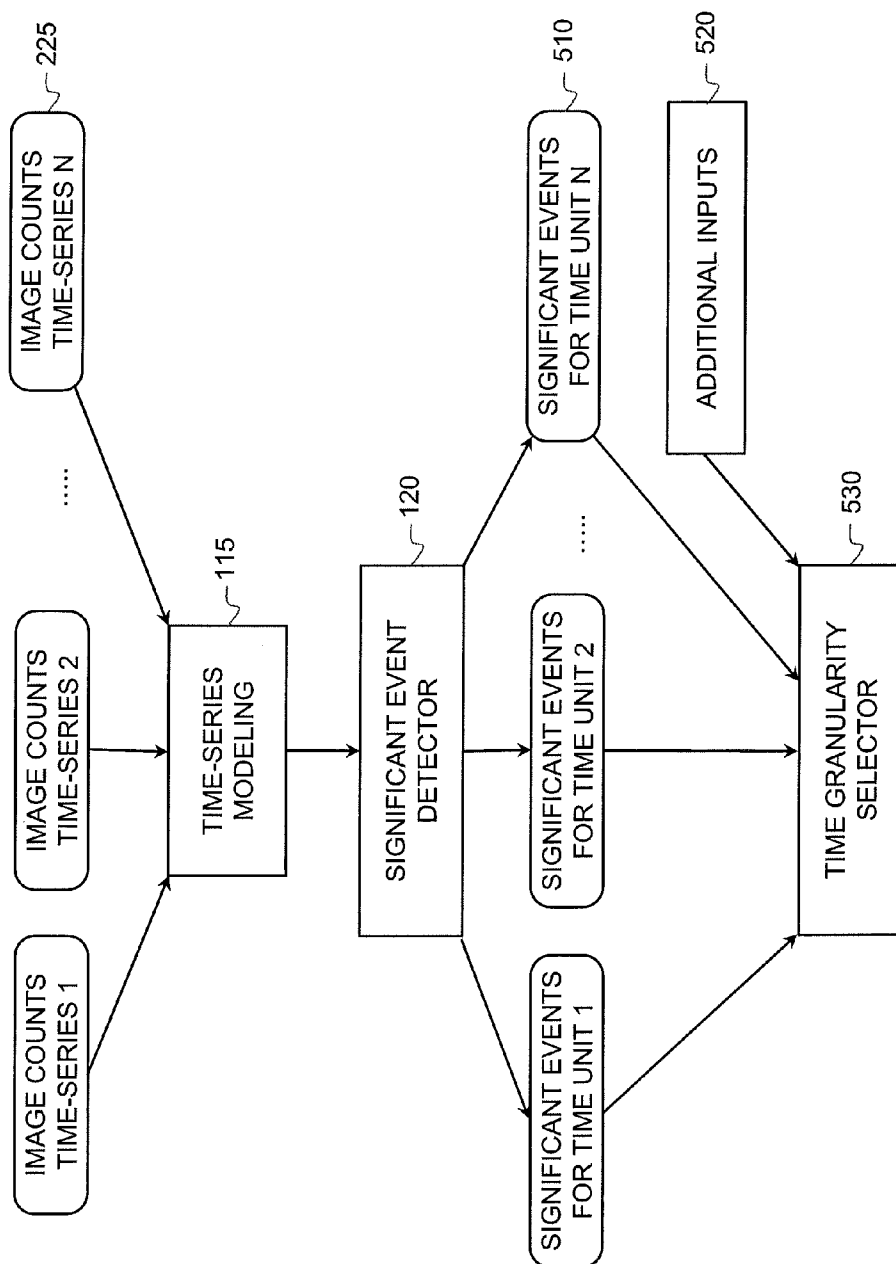 IMAGE COUNTS
TIME-SERIES 1
IMAGE COUNTS
TIME-SERIES 2
.....
IMAGE COUNTS
TIME-SERIES N
225
TIME-SERIES
MODELING
115
SIGNIFICANT EVENT
DETECTOR
120
SIGNIFICANT EVENTS
FOR TIME UNIT 1
SIGNIFICANT EVENTS
FOR TIME UNIT 2
.....
SIGNIFICANT EVENTS
FOR TIME UNIT N
510
ADDITIONAL INPUTS
520
TIME GRANULARITY
SELECTOR
530